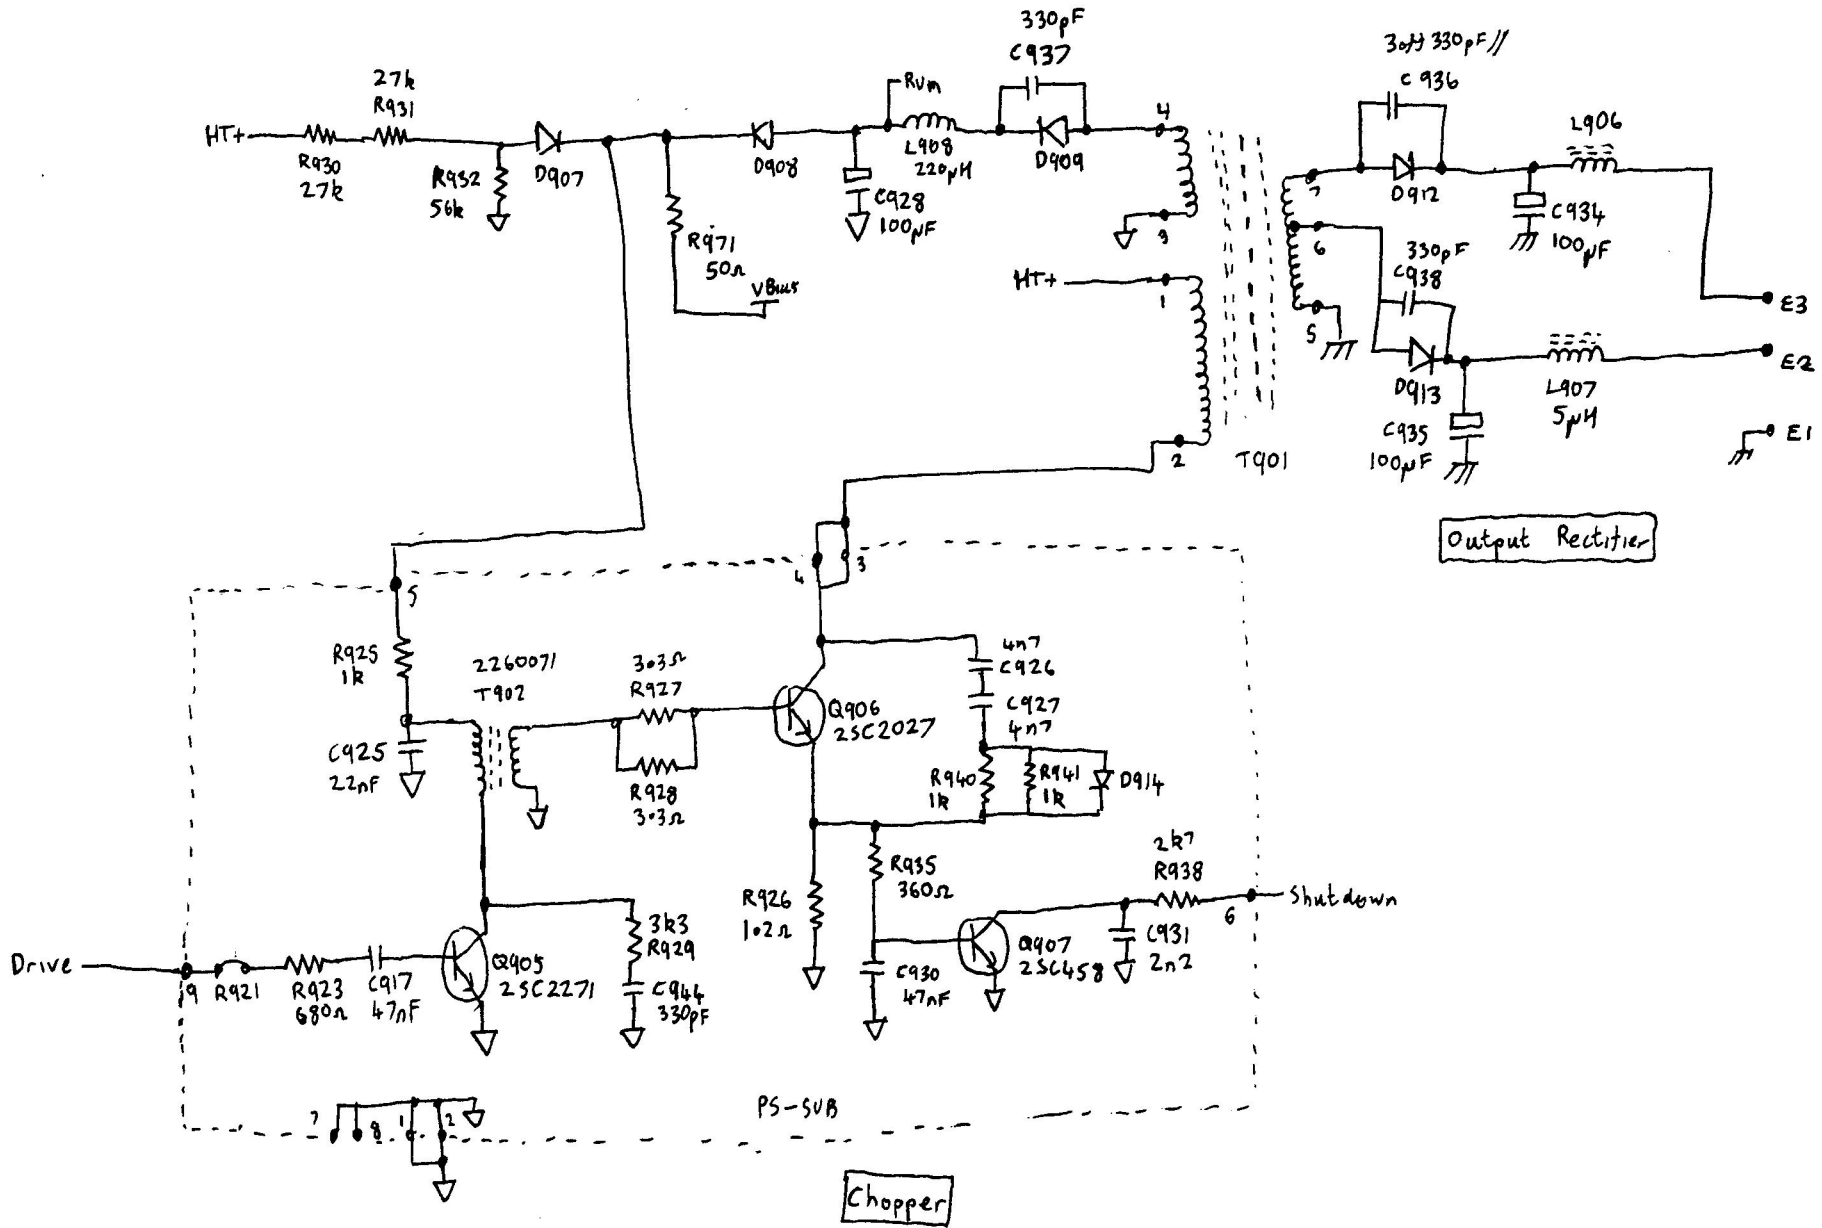 330pF
C937
3off 330pF//
C936
27k
R931
HT+
R930
27k
R932
56k
D907
D908
Rvm
L908
220µH
D909
C928
100µF
R971
50Ω
VBias
4
3
HT+
1
2
T901
7
6
5
D912
L906
C934
100µF
330pF
C938
D913
L907
5µH
C935
100µF
E3
E2
E1
Output Rectifier
5
4
3
R925
1k
2260071
T902
C925
22nF
3.3Ω
R927
R928
3.3Ω
Q906
2SC2027
4n7
C926
C927
4n7
R940
1k
R941
1k
D914
R926
1.2Ω
R935
360Ω
2k7
R938
6
Shutdown
Q907
2SC458
C931
2n2
C930
47nF
Drive
9
R921
R923
680Ω
C917
47nF
Q905
2SC2271
3k3
R929
C944
330pF
7
8
1
2
PS-SUB
Chopper